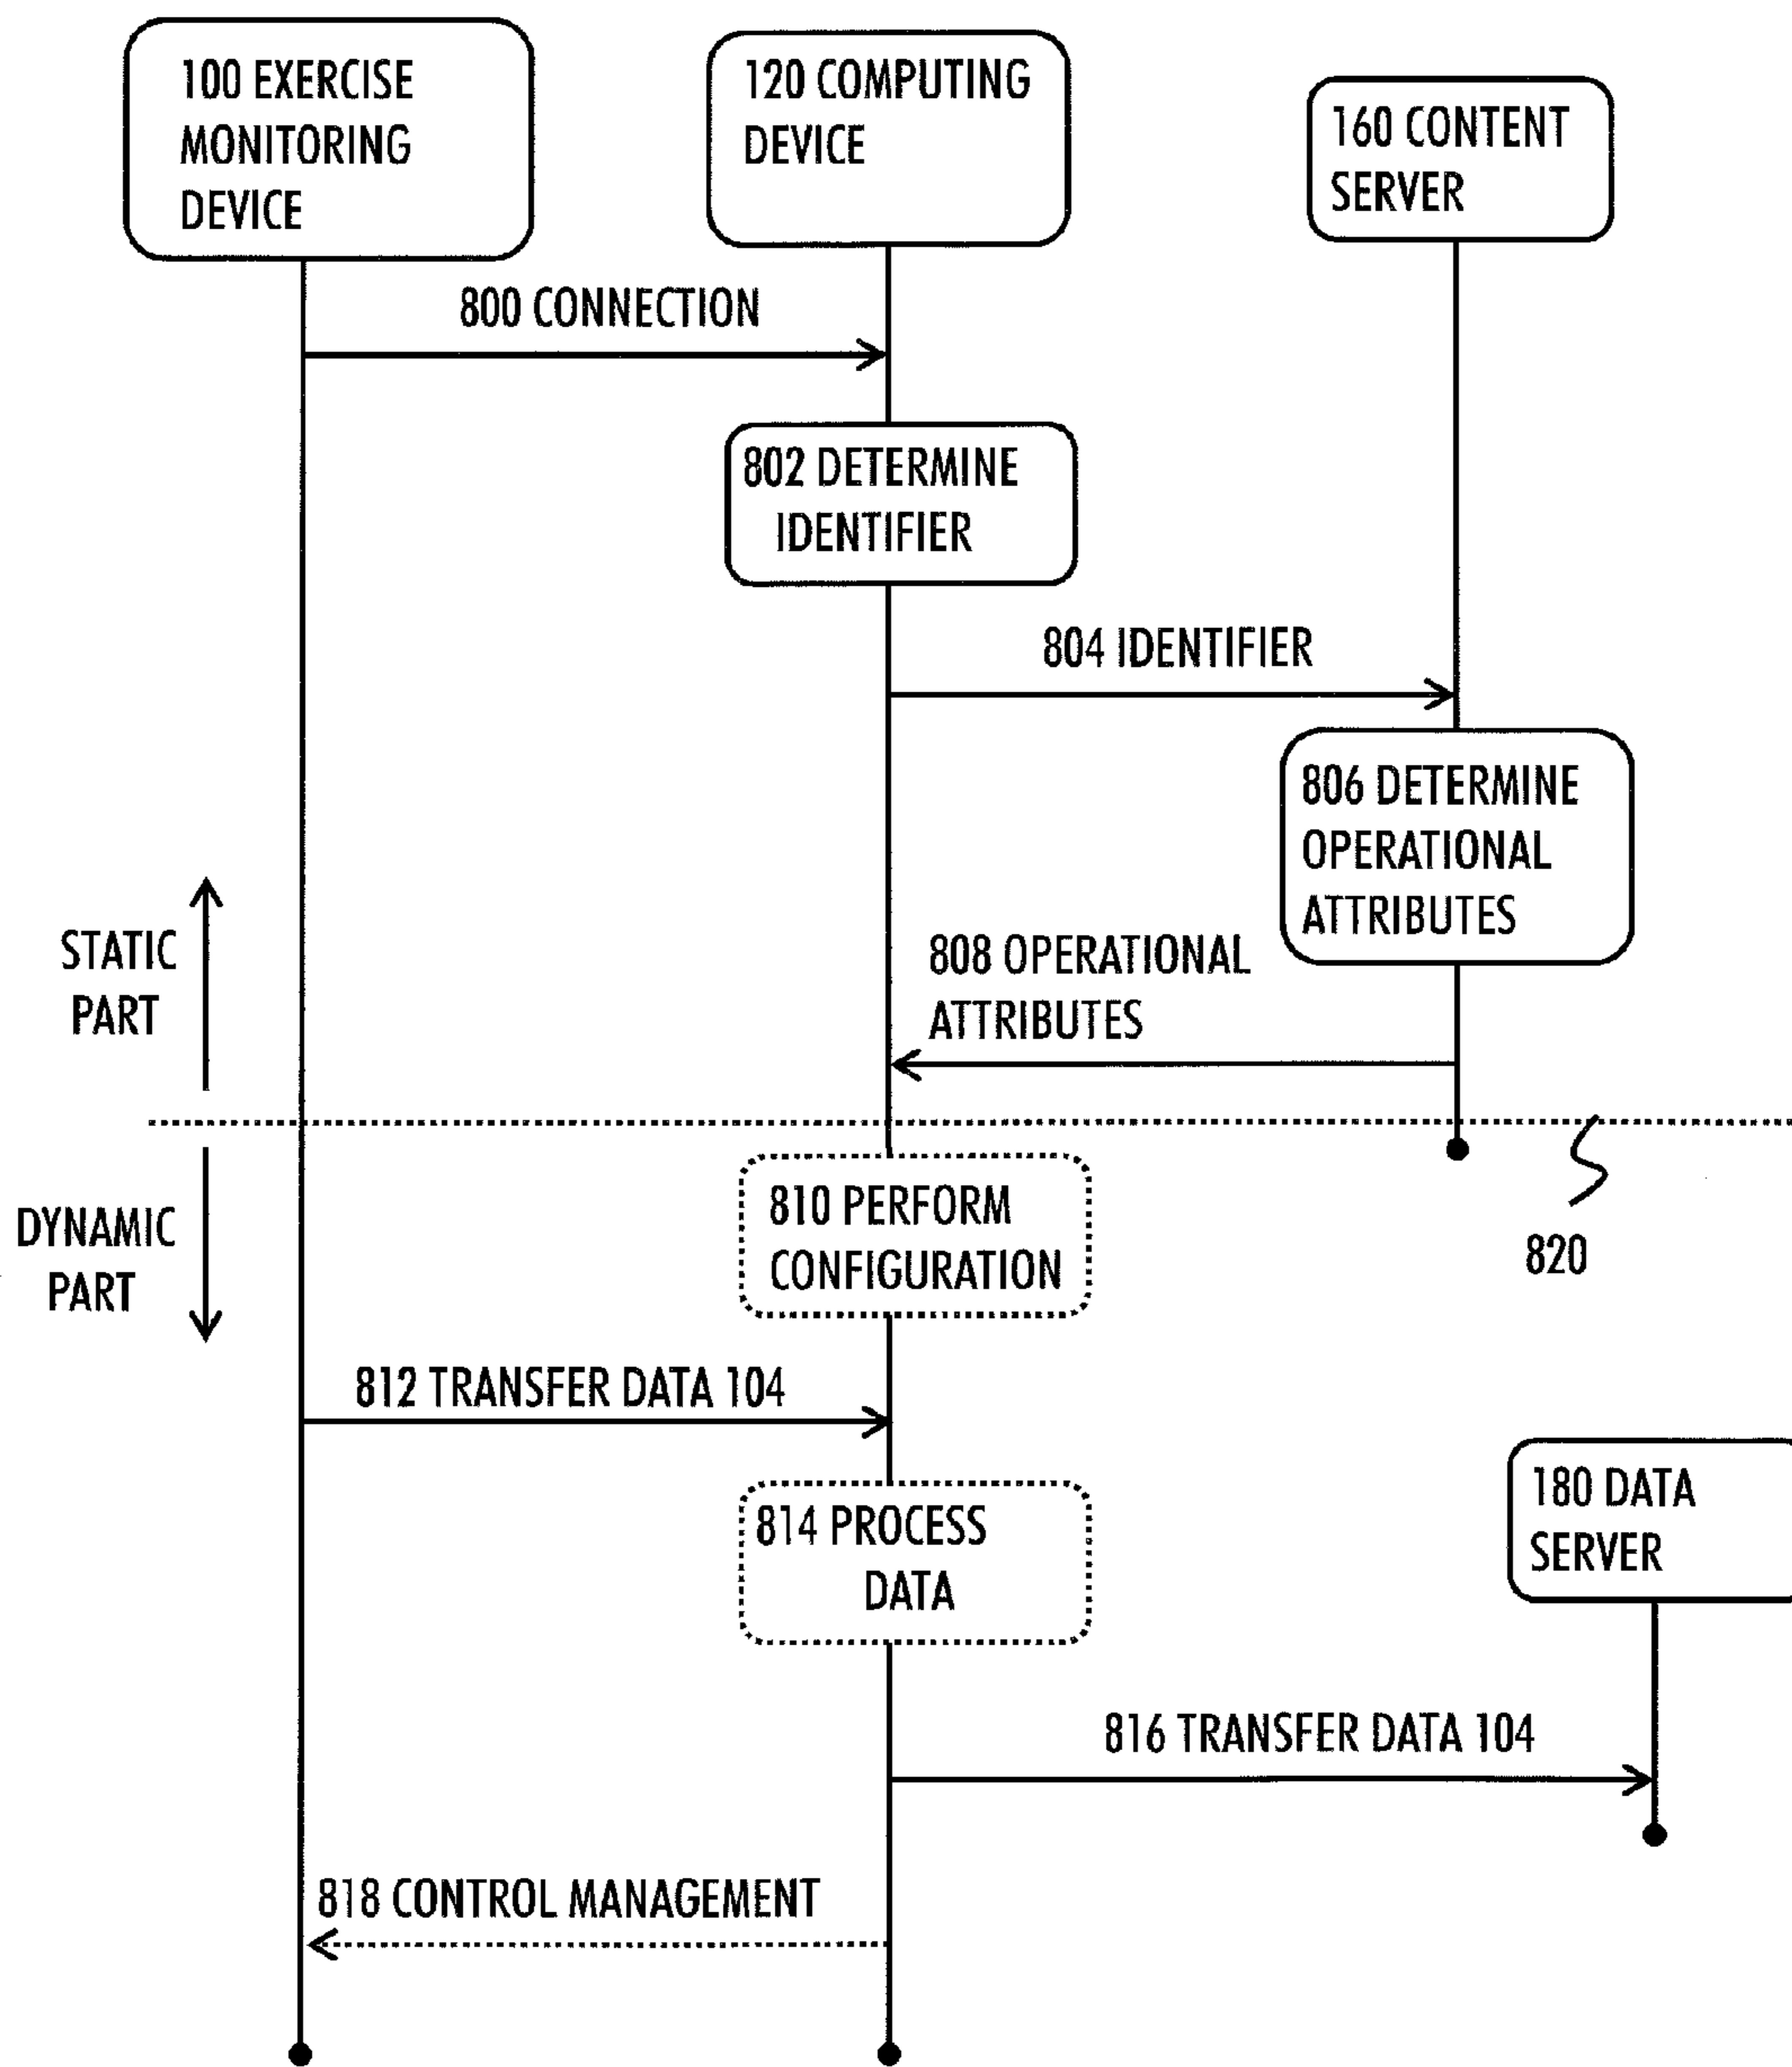 100 EXERCISE
MONITORING
DEVICE
120 COMPUTING
DEVICE
160 CONTENT
SERVER
800 CONNECTION
802 DETERMINE
IDENTIFIER
804 IDENTIFIER
806 DETERMINE
OPERATIONAL
ATTRIBUTES
808 OPERATIONAL
ATTRIBUTES
STATIC
PART
DYNAMIC
PART
810 PERFORM
CONFIGURATION
820
812 TRANSFER DATA 104
814 PROCESS
DATA
180 DATA
SERVER
816 TRANSFER DATA 104
818 CONTROL MANAGEMENT